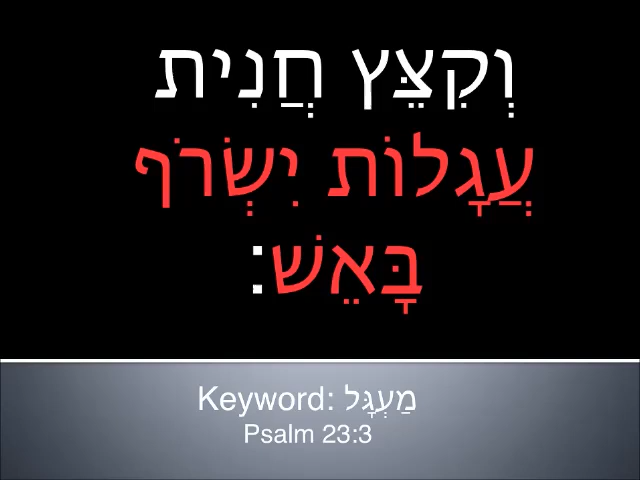 וְקִצֵּץ חֲנִית
עֲגָלוֹת יִשְׂרֹף
בָּאֵשׁ:
Keyword: מַעְגָּל
Psalm 23:3